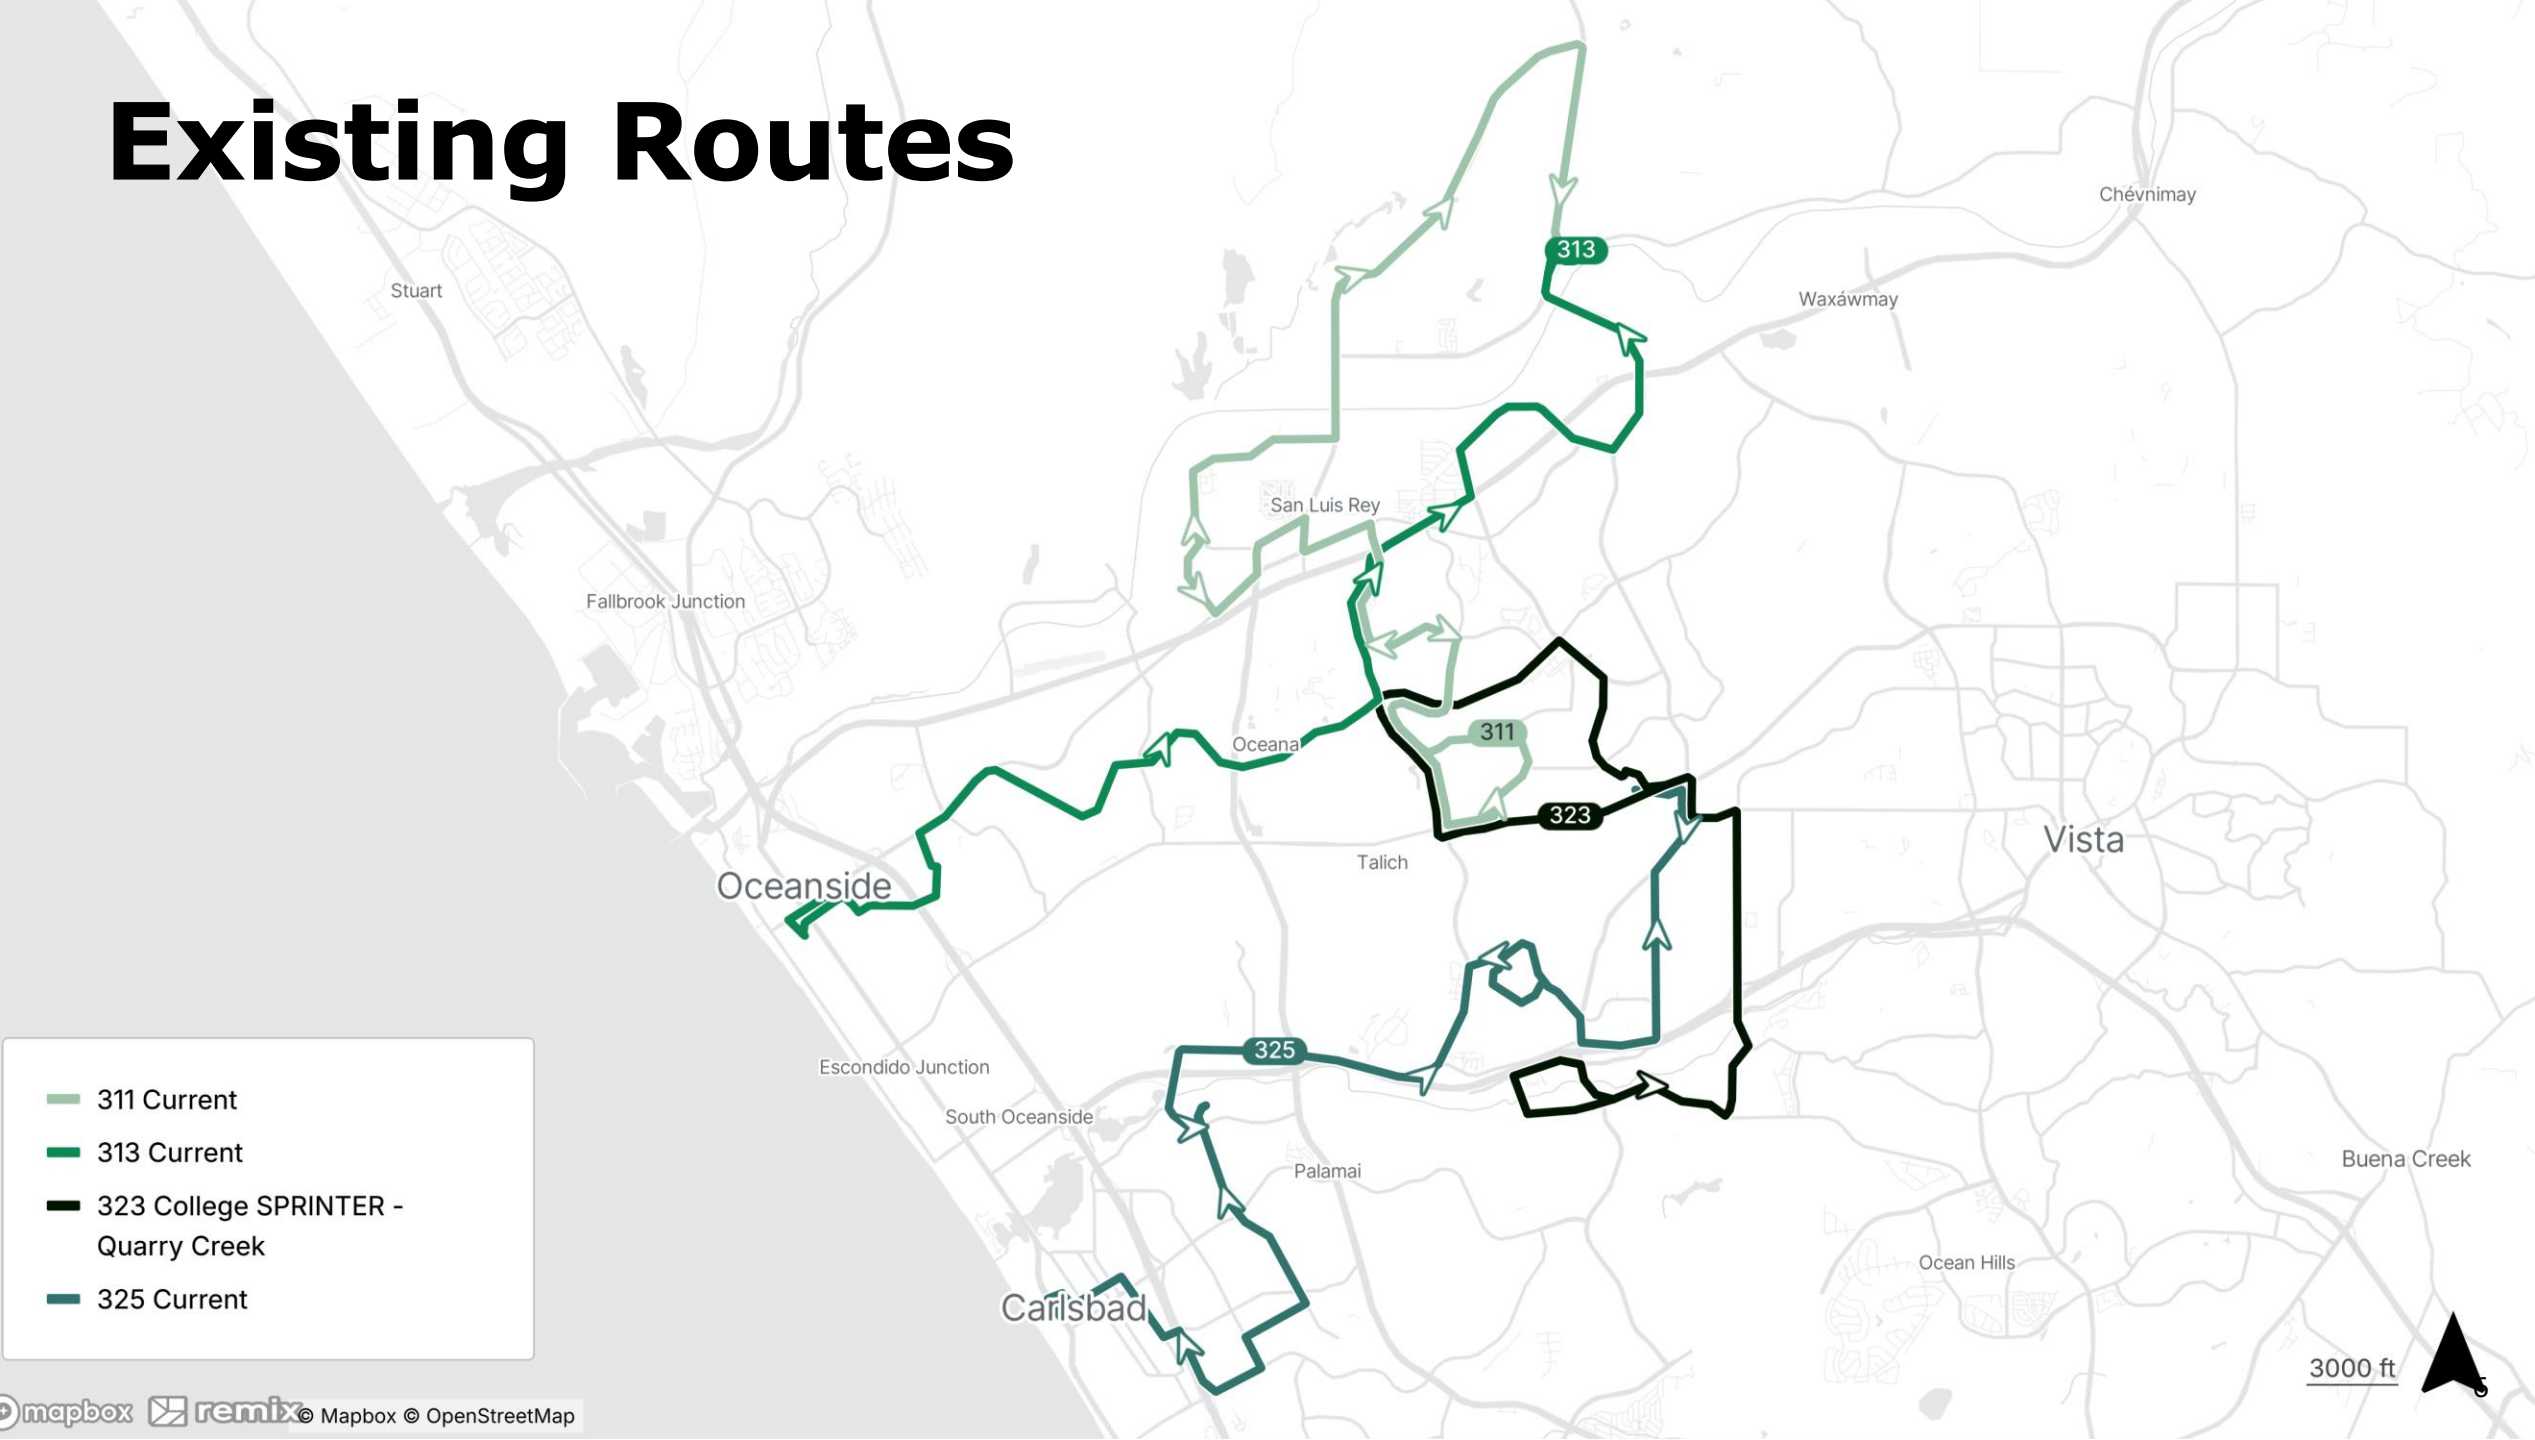 Existing Routes
Chévnimay
313
Stuart
Waxáwmay
San Luis Rey
Fallbrook Junction
311
Oceana
323
Vista
Talich
Oceanside
325
Escondido Junction
South Oceanside
Palamai
Buena Creek
Ocean Hills
Carlsbad
311 Current
313 Current
323 College SPRINTER -
Quarry Creek
325 Current
3000 ft
mapbox remix © Mapbox © OpenStreetMap